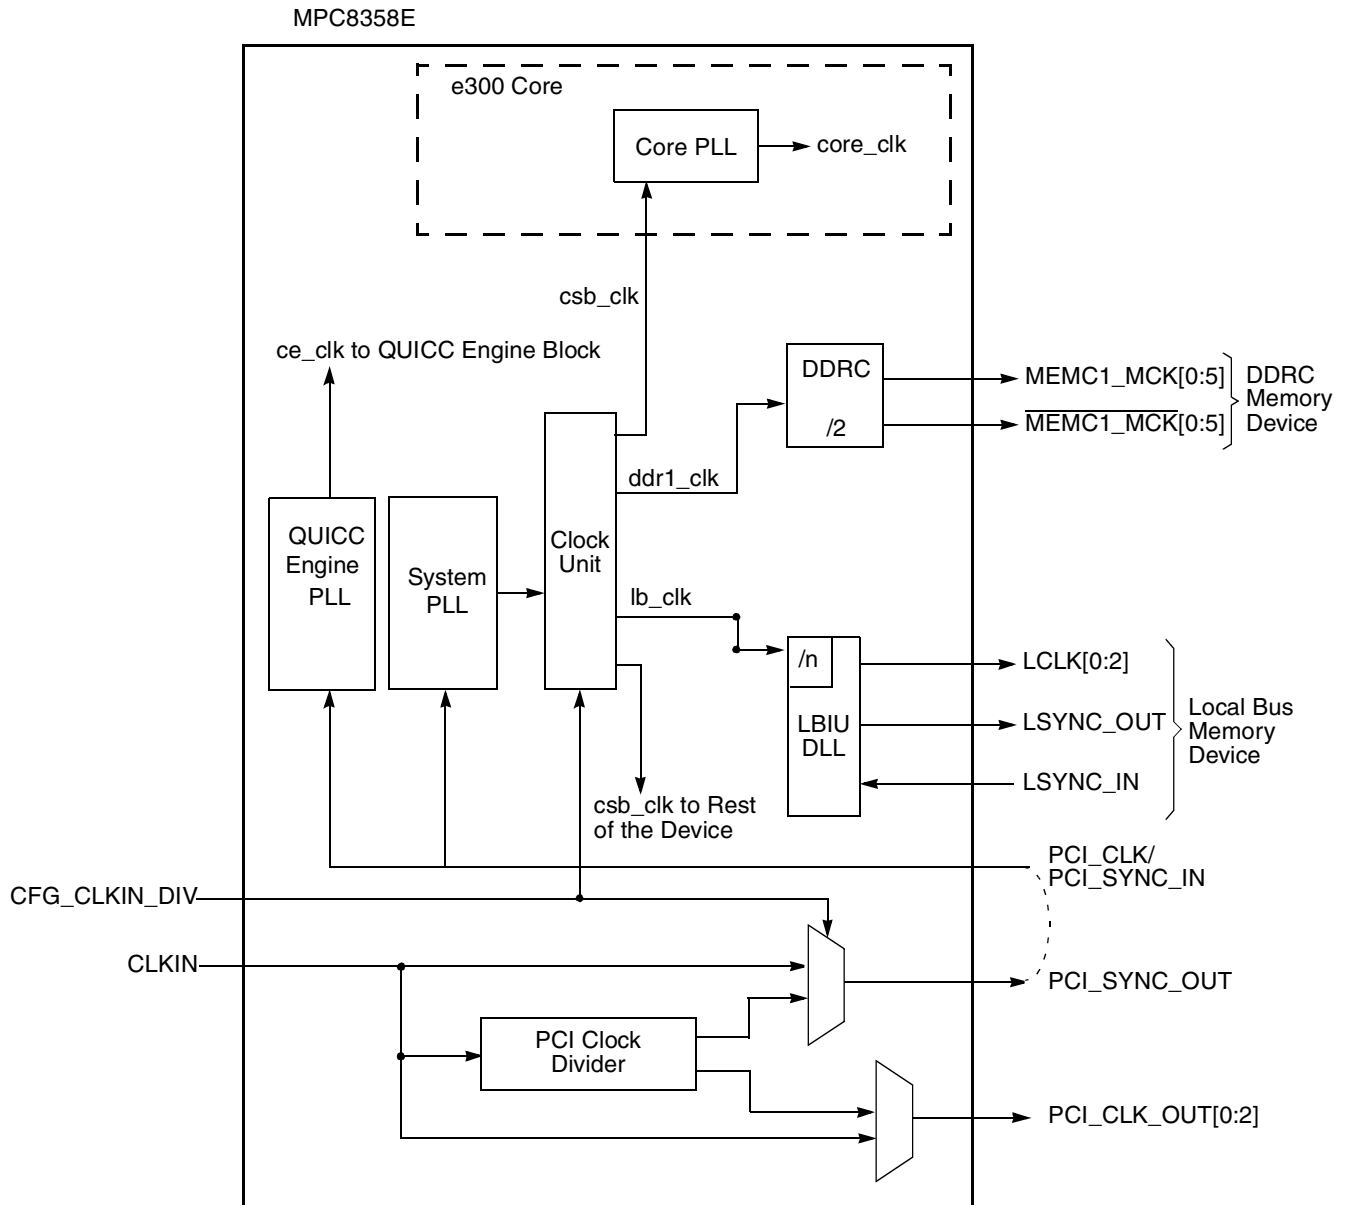 MPC8358E
e300 Core
Core PLL
core_clk
csb_clk
ce_clk to QUICC Engine Block
DDRC
/2
MEMC1_MCK[0:5]
MEMC1_MCK[0:5]
DDRC
Memory
Device
ddr1_clk
QUICC
Engine
PLL
System
PLL
Clock
Unit
lb_clk
/n
LBIU
DLL
LCLK[0:2]
LSYNC_OUT
LSYNC_IN
Local Bus
Memory
Device
csb_clk to Rest
of the Device
PCI_CLK/
PCI_SYNC_IN
CFG_CLKIN_DIV
CLKIN
PCI_SYNC_OUT
PCI Clock
Divider
PCI_CLK_OUT[0:2]